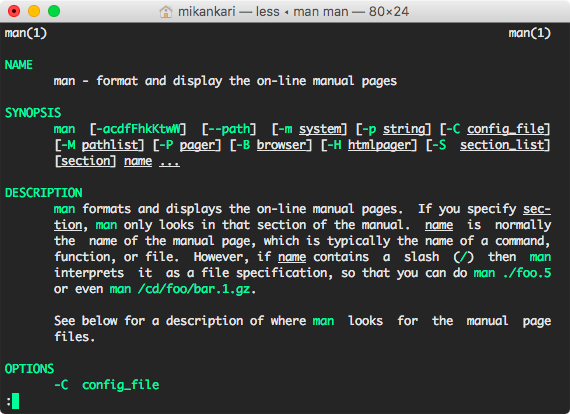 mikankari — less ◂ man man — 80×24
man(1) man(1)
NAME
man - format and display the on-line manual pages
SYNOPSIS
man [-acdfFhkKtwW] [--path] [-m system] [-p string] [-C config_file]
[-M pathlist] [-P pager] [-B browser] [-H htmlpager] [-S section_list]
[section] name ...
DESCRIPTION
man formats and displays the on-line manual pages. If you specify sec-
tion, man only looks in that section of the manual. name is normally
the name of the manual page, which is typically the name of a command,
function, or file. However, if name contains a slash (/) then man
interprets it as a file specification, so that you can do man ./foo.5
or even man /cd/foo/bar.1.gz.
See below for a description of where man looks for the manual page
files.
OPTIONS
-C config_file
: